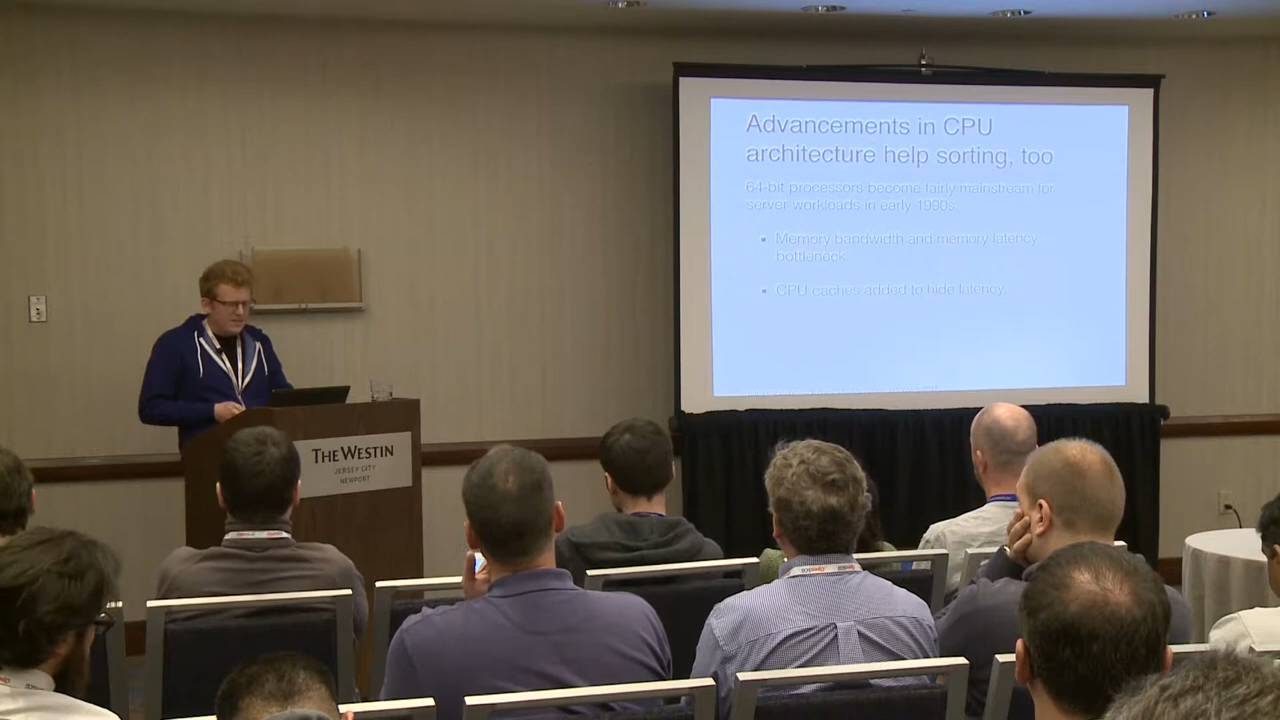 Advancements in CPU
architecture help sorting, too
64-bit processors become fairly mainstream for
server workloads in early 1990s.
▪ Memory bandwidth and memory latency
bottleneck.
▪ CPU caches added to hide latency.
THE WESTIN
JERSEY CITY
NEWPORT